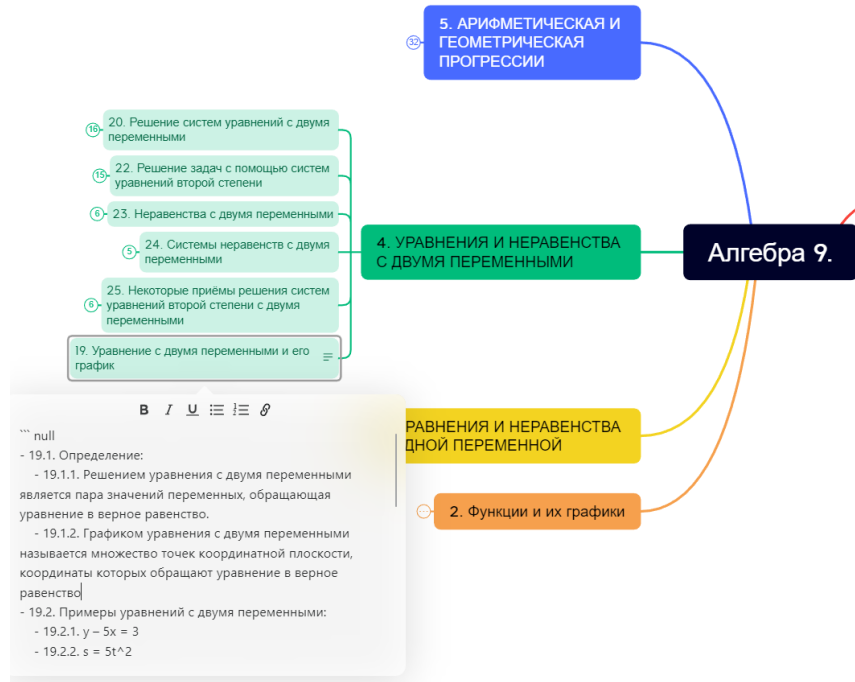 5. АРИФМЕТИЧЕСКАЯ И
ГЕОМЕТРИЧЕСКАЯ
ПРОГРЕССИИ
32
20. Решение систем уравнений с двумя
переменными
16
22. Решение задач с помощью систем
уравнений второй степени
15
23. Неравенства с двумя переменными
6
24. Системы неравенств с двумя
переменными
5
25. Некоторые приёмы решения систем
уравнений второй степени с двумя
переменными
6
19. Уравнение с двумя переменными и его
график
4. УРАВНЕНИЯ И НЕРАВЕНСТВА
С ДВУМЯ ПЕРЕМЕННЫМИ
Алгебра 9.
РАВНЕНИЯ И НЕРАВЕНСТВА
ДНОЙ ПЕРЕМЕННОЙ
2. Функции и их графики
B I U
``` null
- 19.1. Определение:
- 19.1.1. Решением уравнения с двумя переменными
является пара значений переменных, обращающая
уравнение в верное равенство.
- 19.1.2. Графиком уравнения с двумя переменными
называется множество точек координатной плоскости,
координаты которых обращают уравнение в верное
равенство
- 19.2. Примеры уравнений с двумя переменными:
- 19.2.1. y – 5x = 3
- 19.2.2. s = 5t^2